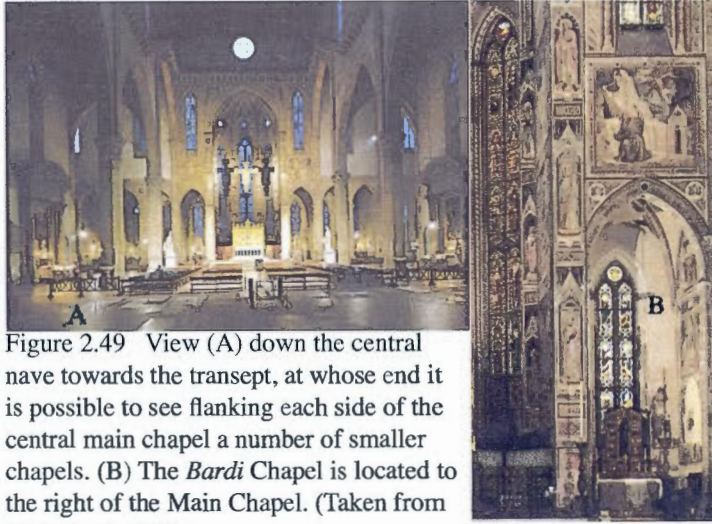 A
B
Figure 2.49 View (A) down the central
nave towards the transept, at whose end it
is possible to see flanking each side of the
central main chapel a number of smaller
chapels. (B) The Bardi Chapel is located to
the right of the Main Chapel. (Taken from